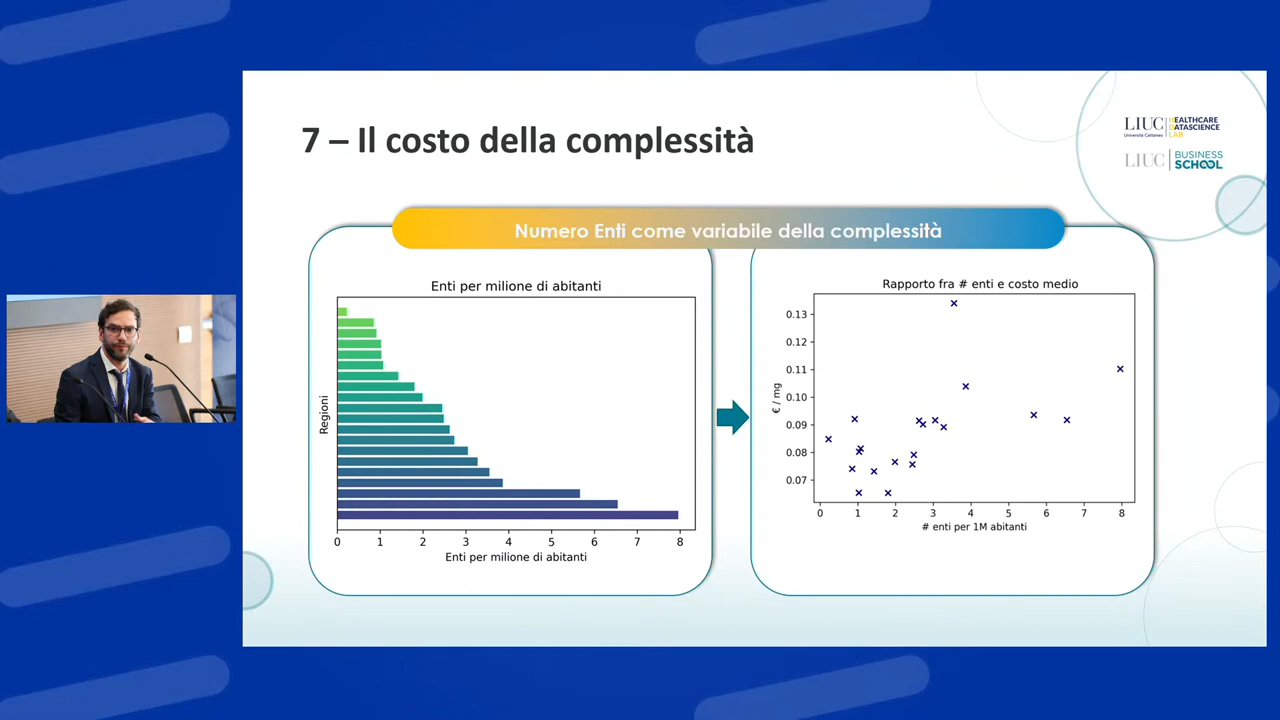 7 – Il costo della complessità
LIUC
Università Cattaneo
HEALTHCARE
DATASCIENCE
LAB
LIUC
BUSINESS
SCHOOL
Numero Enti come variabile della complessità
Enti per milione di abitanti
Regioni
0 1 2 3 4 5 6 7 8
Enti per milione di abitanti
Rapporto fra # enti e costo medio
€ / mg
0.13
0.12
0.11
0.10
0.09
0.08
0.07
0 1 2 3 4 5 6 7 8
# enti per 1M abitanti